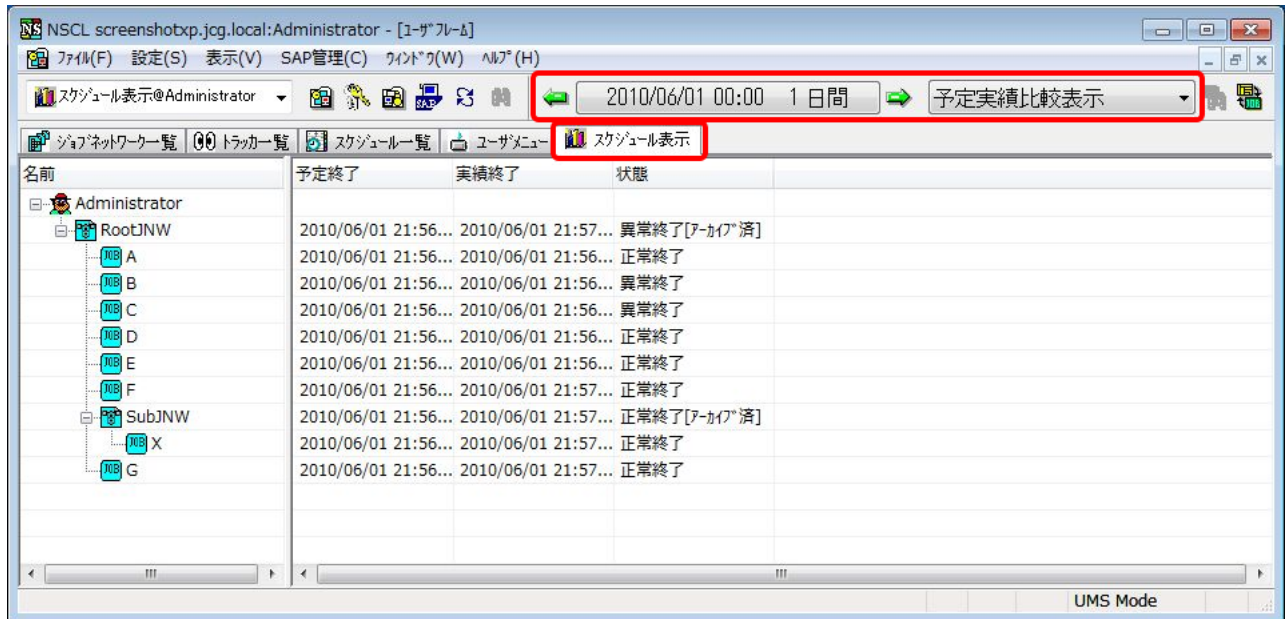 NSCL screenshotxp.jcg.local:Administrator - [ﾕｰｻﾞﾌﾚｰﾑ]
ﾌｧｲﾙ(F) 設定(S) 表示(V) SAP管理(C) ｳｨﾝﾄﾞｳ(W) ﾍﾙﾌﾟ(H)
ｽｹｼﾞｭｰﾙ表示@Administrator SAP 2010/06/01 00:00 1 日間 予定実績比較表示
ｼﾞｮﾌﾞﾈｯﾄﾜｰｸ一覧 ﾄﾗｯｶ一覧 ｽｹｼﾞｭｰﾙ一覧 ﾕｰｻﾞﾒﾆｭｰ ｽｹｼﾞｭｰﾙ表示
名前 予定終了 実績終了 状態
Administrator
RootJNW 2010/06/01 21:56... 2010/06/01 21:57... 異常終了[ｱｰｶｲﾌﾞ済]
JOB A 2010/06/01 21:56... 2010/06/01 21:56... 正常終了
JOB B 2010/06/01 21:56... 2010/06/01 21:56... 異常終了
JOB C 2010/06/01 21:56... 2010/06/01 21:56... 異常終了
JOB D 2010/06/01 21:56... 2010/06/01 21:56... 正常終了
JOB E 2010/06/01 21:56... 2010/06/01 21:56... 正常終了
JOB F 2010/06/01 21:56... 2010/06/01 21:57... 正常終了
SubJNW 2010/06/01 21:56... 2010/06/01 21:57... 正常終了[ｱｰｶｲﾌﾞ済]
JOB X 2010/06/01 21:56... 2010/06/01 21:57... 正常終了
JOB G 2010/06/01 21:56... 2010/06/01 21:57... 正常終了
UMS Mode